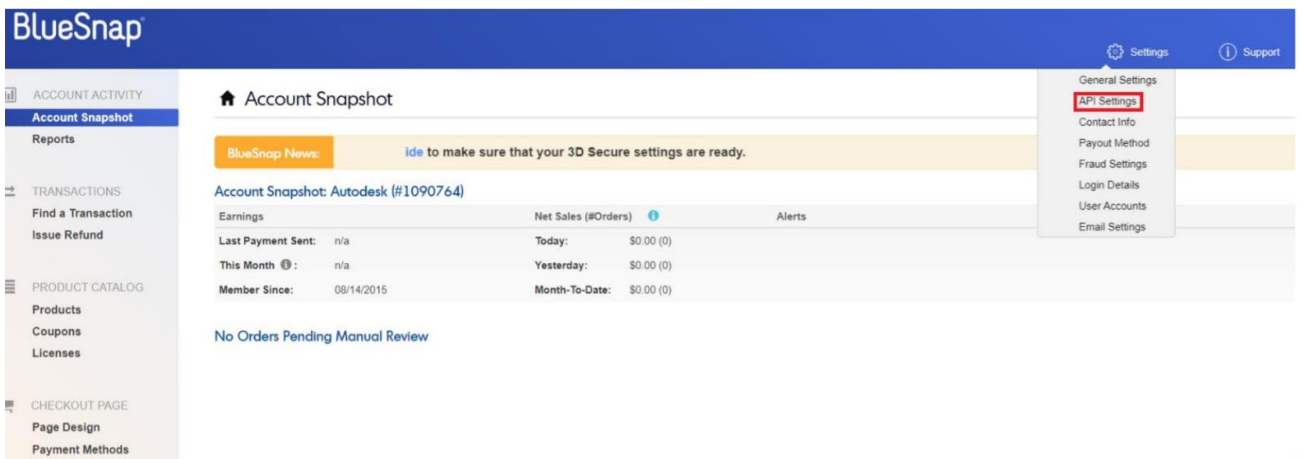 BlueSnap
Settings
Support
General Settings
API Settings
Contact Info
Payout Method
Fraud Settings
Login Details
User Accounts
Email Settings
ACCOUNT ACTIVITY
Account Snapshot
Reports
TRANSACTIONS
Find a Transaction
Issue Refund
PRODUCT CATALOG
Products
Coupons
Licenses
CHECKOUT PAGE
Page Design
Payment Methods
Account Snapshot
BlueSnap News: ide to make sure that your 3D Secure settings are ready.
Account Snapshot: Autodesk (#1090764)
Earnings Net Sales (#Orders) Alerts
Last Payment Sent: n/a Today: $0.00 (0)
This Month : n/a Yesterday: $0.00 (0)
Member Since: 08/14/2015 Month-To-Date: $0.00 (0)
No Orders Pending Manual Review